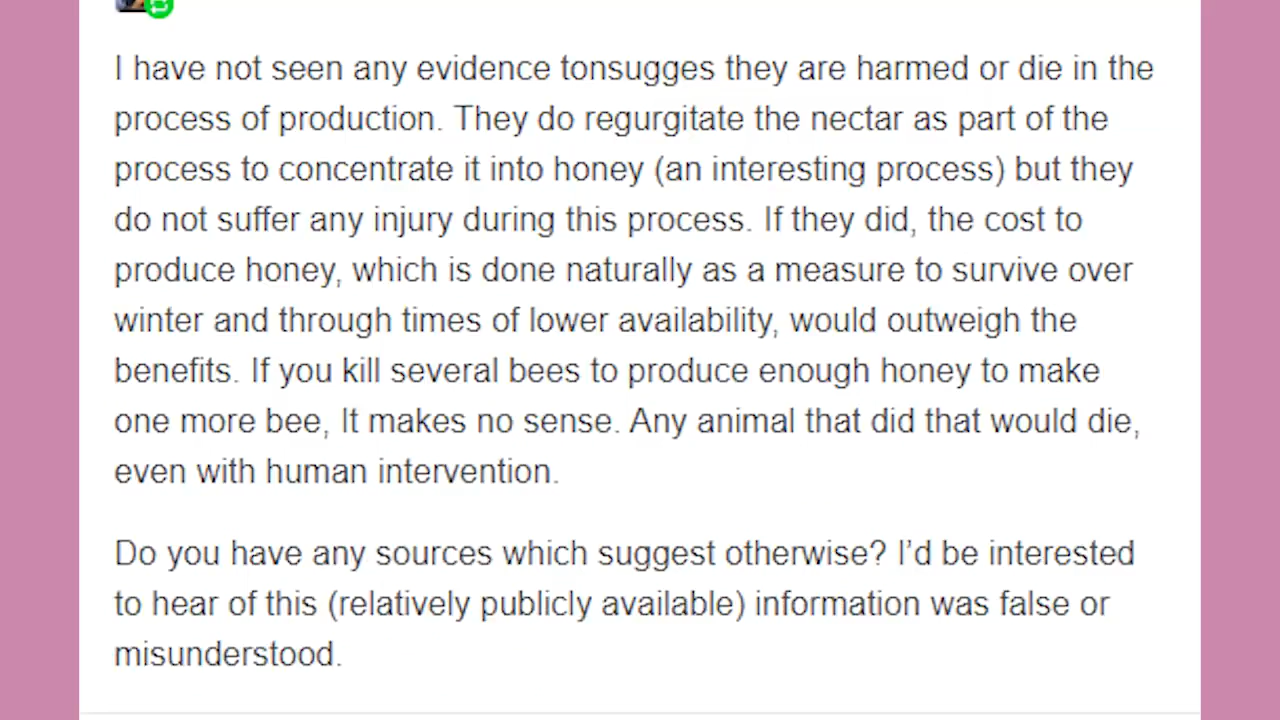 I have not seen any evidence tonsugges they are harmed or die in the
process of production. They do regurgitate the nectar as part of the
process to concentrate it into honey (an interesting process) but they
do not suffer any injury during this process. If they did, the cost to
produce honey, which is done naturally as a measure to survive over
winter and through times of lower availability, would outweigh the
benefits. If you kill several bees to produce enough honey to make
one more bee, It makes no sense. Any animal that did that would die,
even with human intervention.
Do you have any sources which suggest otherwise? I’d be interested
to hear of this (relatively publicly available) information was false or
misunderstood.